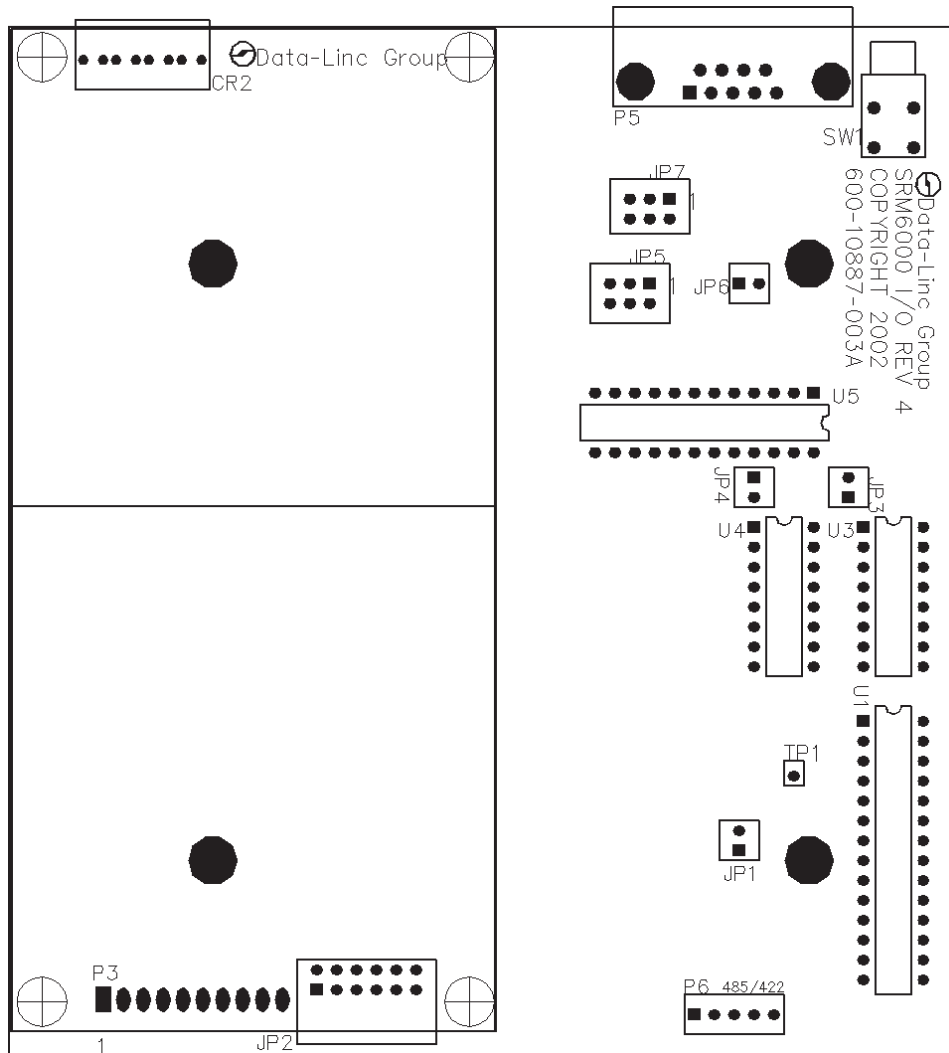 Data-Linc Group
CR2
P5
SW1
Data-Linc Group
SRM6000 I/O REV 4
COPYRIGHT 2002
600-10887-003A
JP7
1
JP5
1
JP6
U5
JP4
JP3
U4
U3
U1
TP1
JP1
P3
1
JP2
P6 485/422